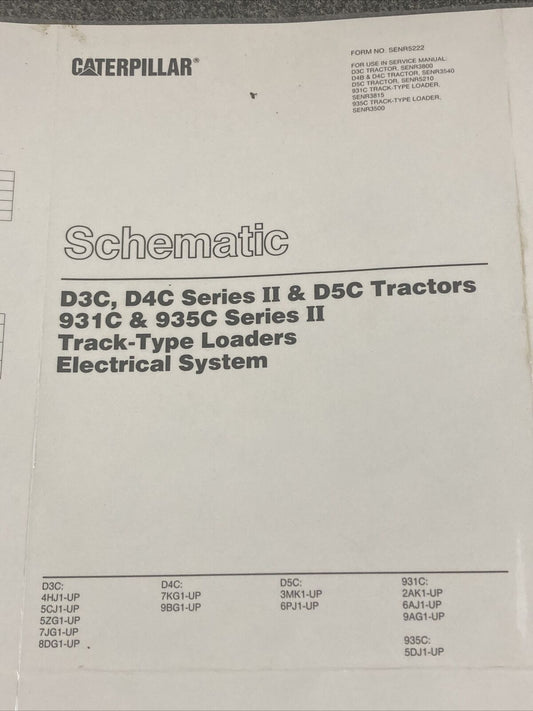 CATERPILLAR®
FORM NO. SENR5222
FOR USE IN SERVICE MANUAL:
D3C TRACTOR, SENR3800
D4B & D4C TRACTOR, SENR3540
D5C TRACTOR, SENR5210
931C TRACK-TYPE LOADER,
SENR3815
935C TRACK-TYPE LOADER,
SENR3500
Schematic
D3C, D4C Series II & D5C Tractors
931C & 935C Series II
Track-Type Loaders
Electrical System
D3C:
4HJ1-UP
5CJ1-UP
5ZG1-UP
7JG1-UP
8DG1-UP
D4C:
7KG1-UP
9BG1-UP
D5C:
3MK1-UP
6PJ1-UP
931C:
2AK1-UP
6AJ1-UP
9AG1-UP
935C:
5DJ1-UP